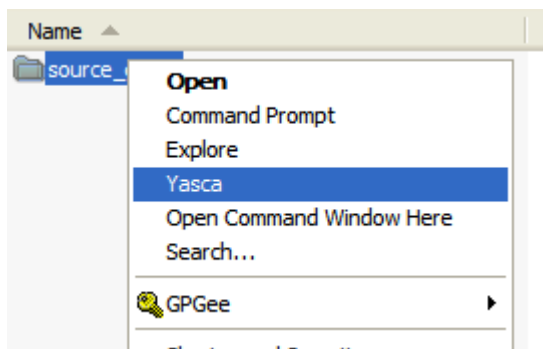 Name
source_
Open
Command Prompt
Explore
Yasca
Open Command Window Here
Search...
GPGee